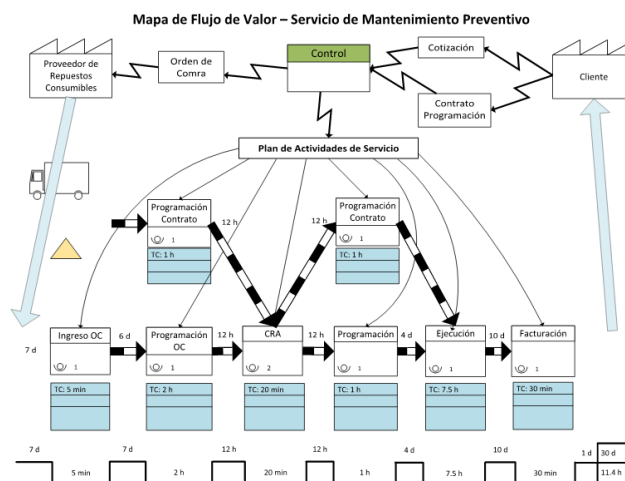 Mapa de Flujo de Valor – Servicio de Mantenimiento Preventivo
Proveedor de
Repuestos
Consumibles
Orden de
Comra
Control
Cotización
Contrato
Programación
Cliente
Plan de Actividades de Servicio
Programación
Contrato
1
TC: 1 h
12 h
12 h
Programación
Contrato
1
TC: 1 h
7 d
Ingreso OC
1
TC: 5 min
6 d
Programación
OC
1
TC: 2 h
12 h
CRA
2
TC: 20 min
12 h
Programación
1
TC: 1 h
4 d
Ejecución
1
TC: 7.5 h
10 d
Facturación
1
TC: 30 min
7 d
7 d
12 h
12 h
4 d
10 d
1 d
30 d
5 min
2 h
20 min
1 h
7.5 h
30 min
11.4 h